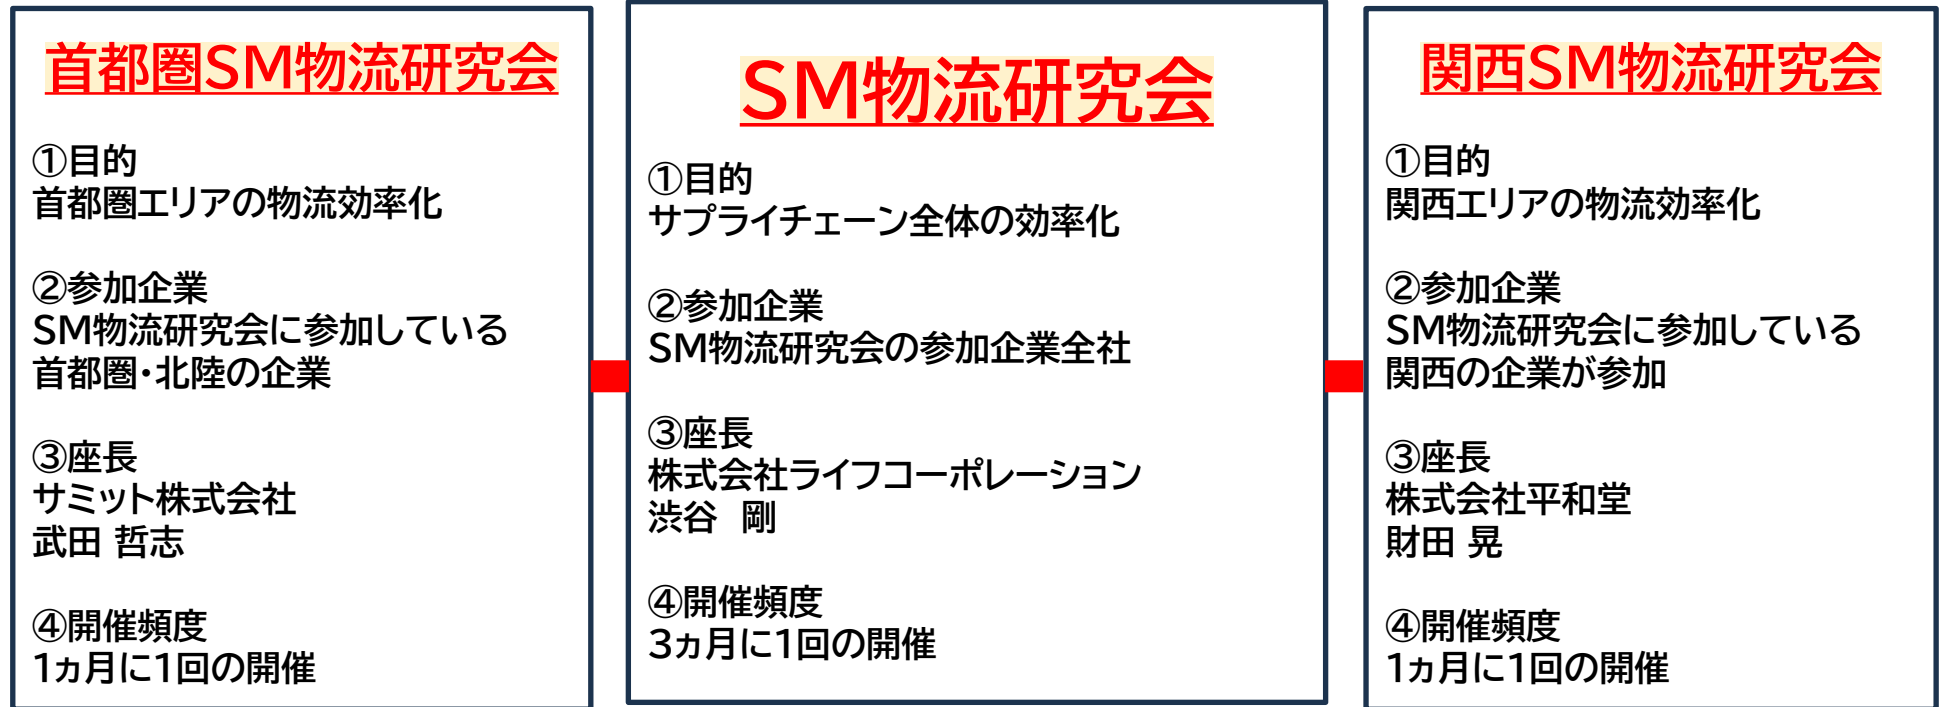 首都圏SM物流研究会
①目的
首都圏エリアの物流効率化
②参加企業
SM物流研究会に参加している
首都圏・北陸の企業
③座長
サミット株式会社
武田 哲志
④開催頻度
1ヵ月に1回の開催
SM物流研究会
①目的
サプライチェーン全体の効率化
②参加企業
SM物流研究会の参加企業全社
③座長
株式会社ライフコーポレーション
渋谷　剛
④開催頻度
3ヵ月に1回の開催
関西SM物流研究会
①目的
関西エリアの物流効率化
②参加企業
SM物流研究会に参加している
関西の企業が参加
③座長
株式会社平和堂
財田 晃
④開催頻度
1ヵ月に1回の開催